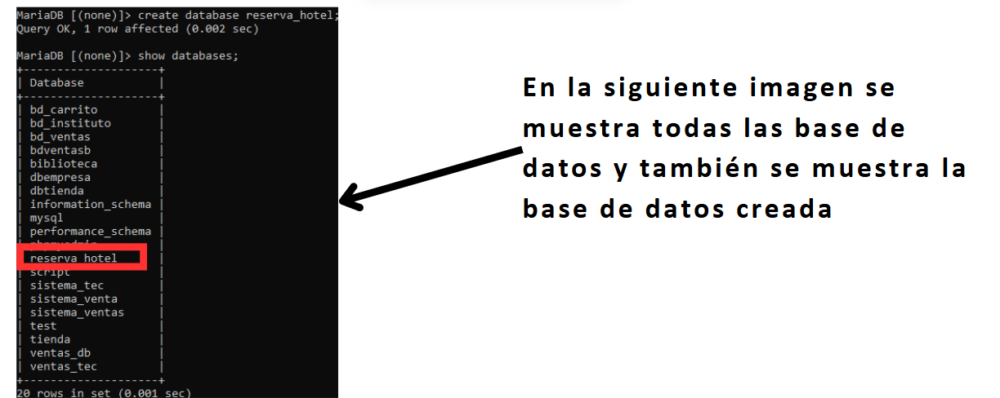 MariaDB [(none)]> create database reserva_hotel;
Query OK, 1 row affected (0.002 sec)
MariaDB [(none)]> show databases;
+--------------------+
| Database           |
+--------------------+
| bd_carrito         |
| bd_instituto       |
| bd_ventas          |
| bdventasb          |
| biblioteca         |
| dbempresa          |
| dbtienda           |
| information_schema |
| mysql              |
| performance_schema |
| phpmyadmin         |
| reserva_hotel      |
| script             |
| sistema_tec        |
| sistema_venta      |
| sistema_ventas     |
| test               |
| tienda             |
| ventas_db          |
| ventas_tec         |
+--------------------+
20 rows in set (0.001 sec)
En la siguiente imagen se
muestra todas las base de
datos y también se muestra la
base de datos creada